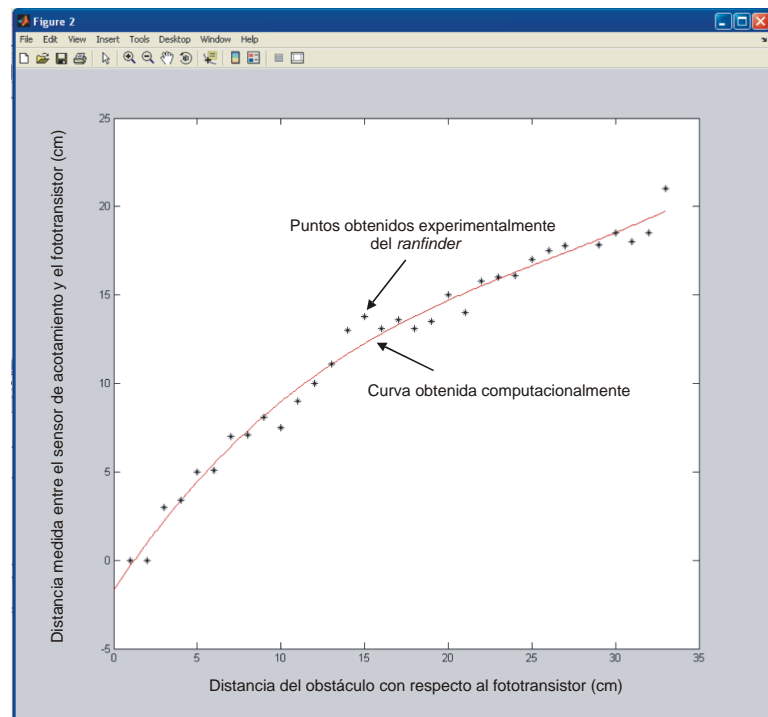 Figure 2
File Edit View Insert Tools Desktop Window Help
Distancia medida entre el sensor de acotamiento y el fototransistor (cm)
25
20
15
10
5
0
-5
Puntos obtenidos experimentalmente
del ranfinder
Curva obtenida computacionalmente
0 5 10 15 20 25 30 35
Distancia del obstáculo con respecto al fototransistor (cm)